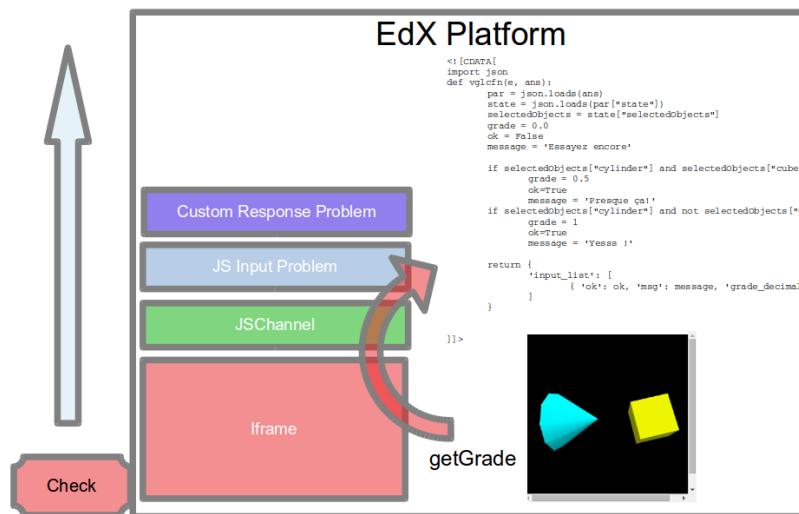 EdX Platform
<![CDATA[
import json
def vglcfn(e, ans):
par = json.loads(ans)
state = json.loads(par["state"])
selectedObjects = state["selectedObjects"]
grade = 0.0
ok = False
message = 'Essayez encore'
if selectedObjects["cylinder"] and selectedObjects["cube
grade = 0.5
ok=True
message = 'Presque ça!'
if selectedObjects["cylinder"] and not selectedObjects["
grade = 1
ok=True
message = 'Yesss !'
return {
'input_list': [
{ 'ok': ok, 'msg': message, 'grade_decimal
]
}
]]>
Custom Response Problem
JS Input Problem
JSChannel
Iframe
getGrade
Check